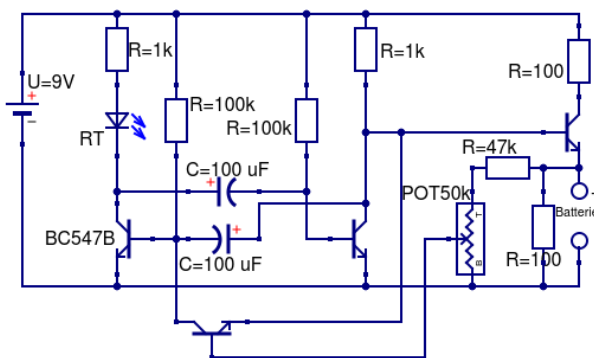 R=1k
R=1k
R=100
U=9V
+
−
R=100k
R=100k
RT
R=47k
C=100 uF
+
POT50k
T
B
Batterie
BC547B
+
C=100 uF
R=100